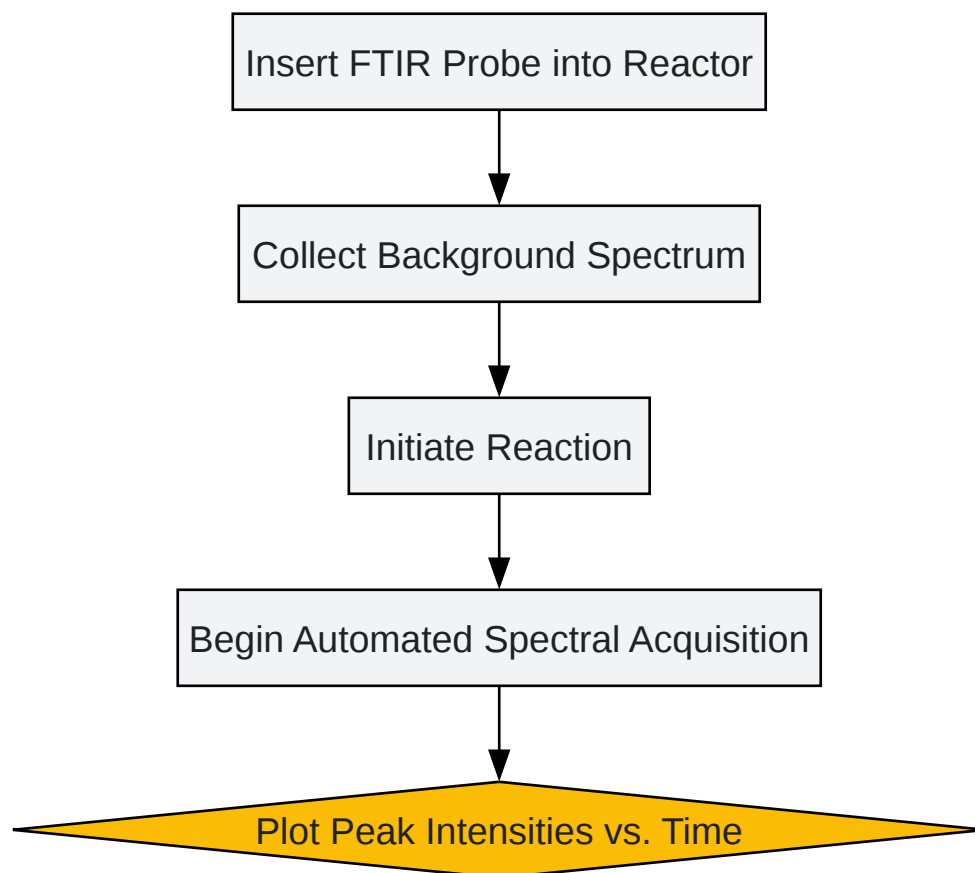 Insert FTIR Probe into Reactor
Collect Background Spectrum
Initiate Reaction
Begin Automated Spectral Acquisition
Plot Peak Intensities vs. Time